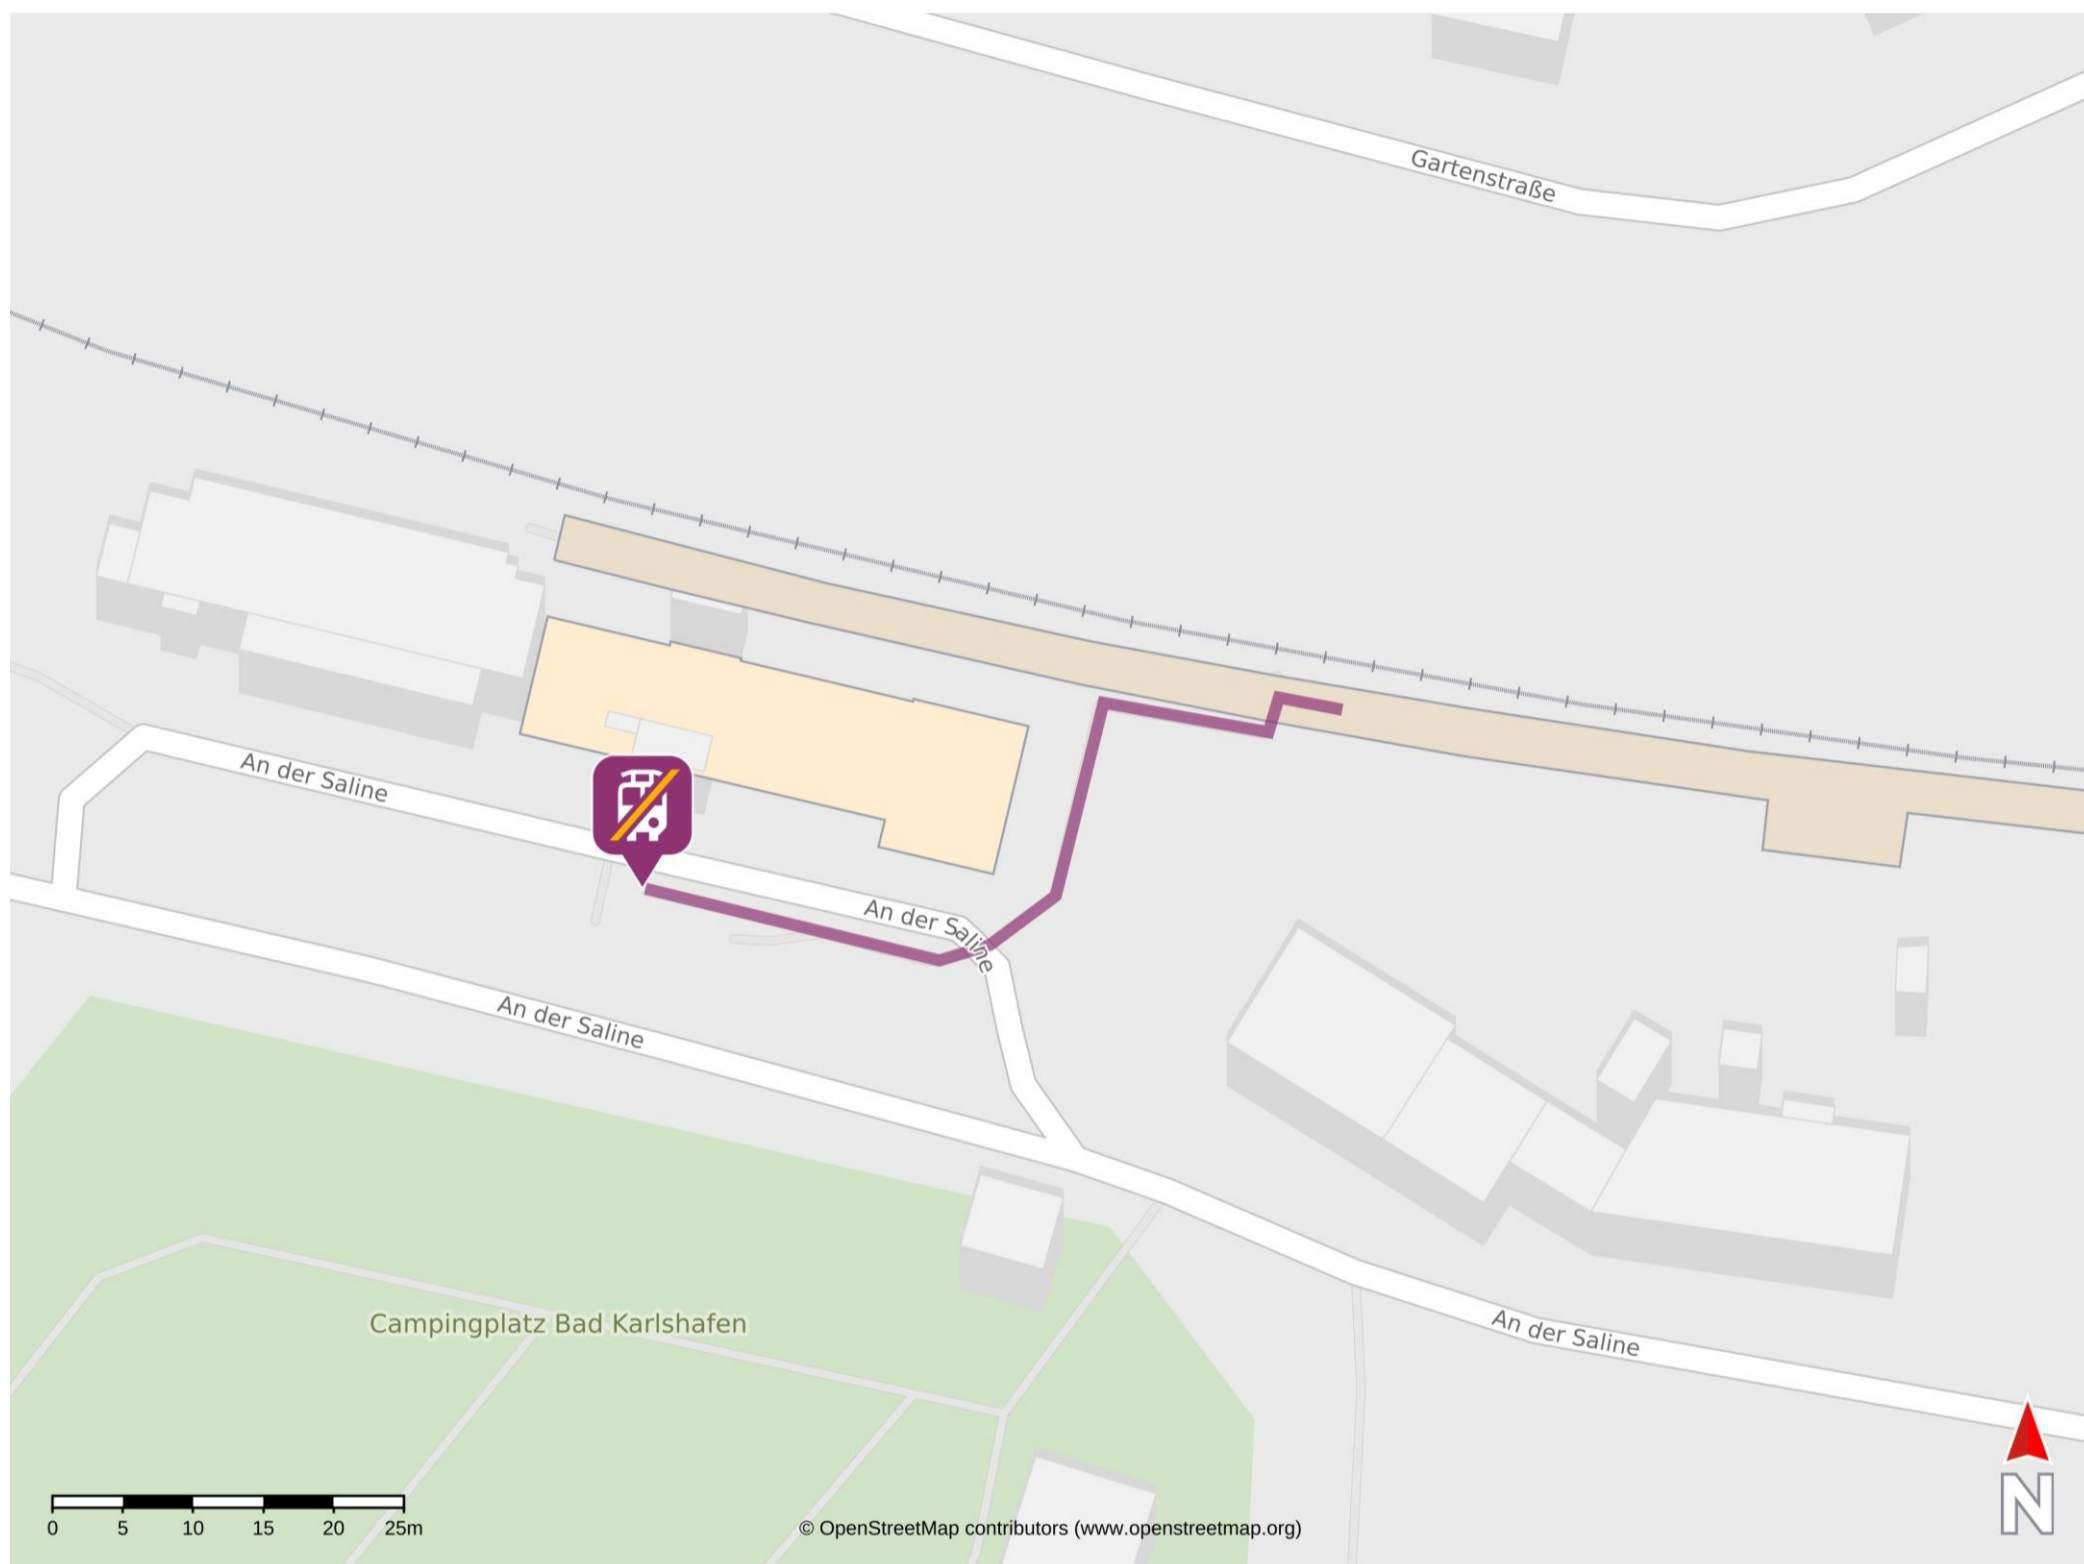 Gartenstraße
An der Saline
An der Saline
An der Saline
Campingplatz Bad Karlshafen
An der Saline
N
0 5 10 15 20 25m
© OpenStreetMap contributors (www.openstreetmap.org)